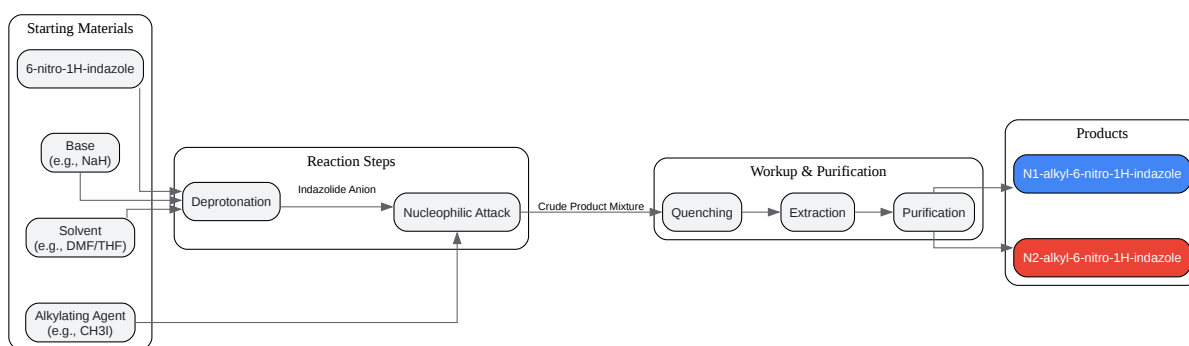 Starting Materials
6-nitro-1H-indazole
Base
(e.g., NaH)
Solvent
(e.g., DMF/THF)
Alkylating Agent
(e.g., CH3I)
Reaction Steps
Deprotonation
Indazolide Anion
Nucleophilic Attack
Crude Product Mixture
Workup & Purification
Quenching
Extraction
Purification
Products
N1-alkyl-6-nitro-1H-indazole
N2-alkyl-6-nitro-1H-indazole